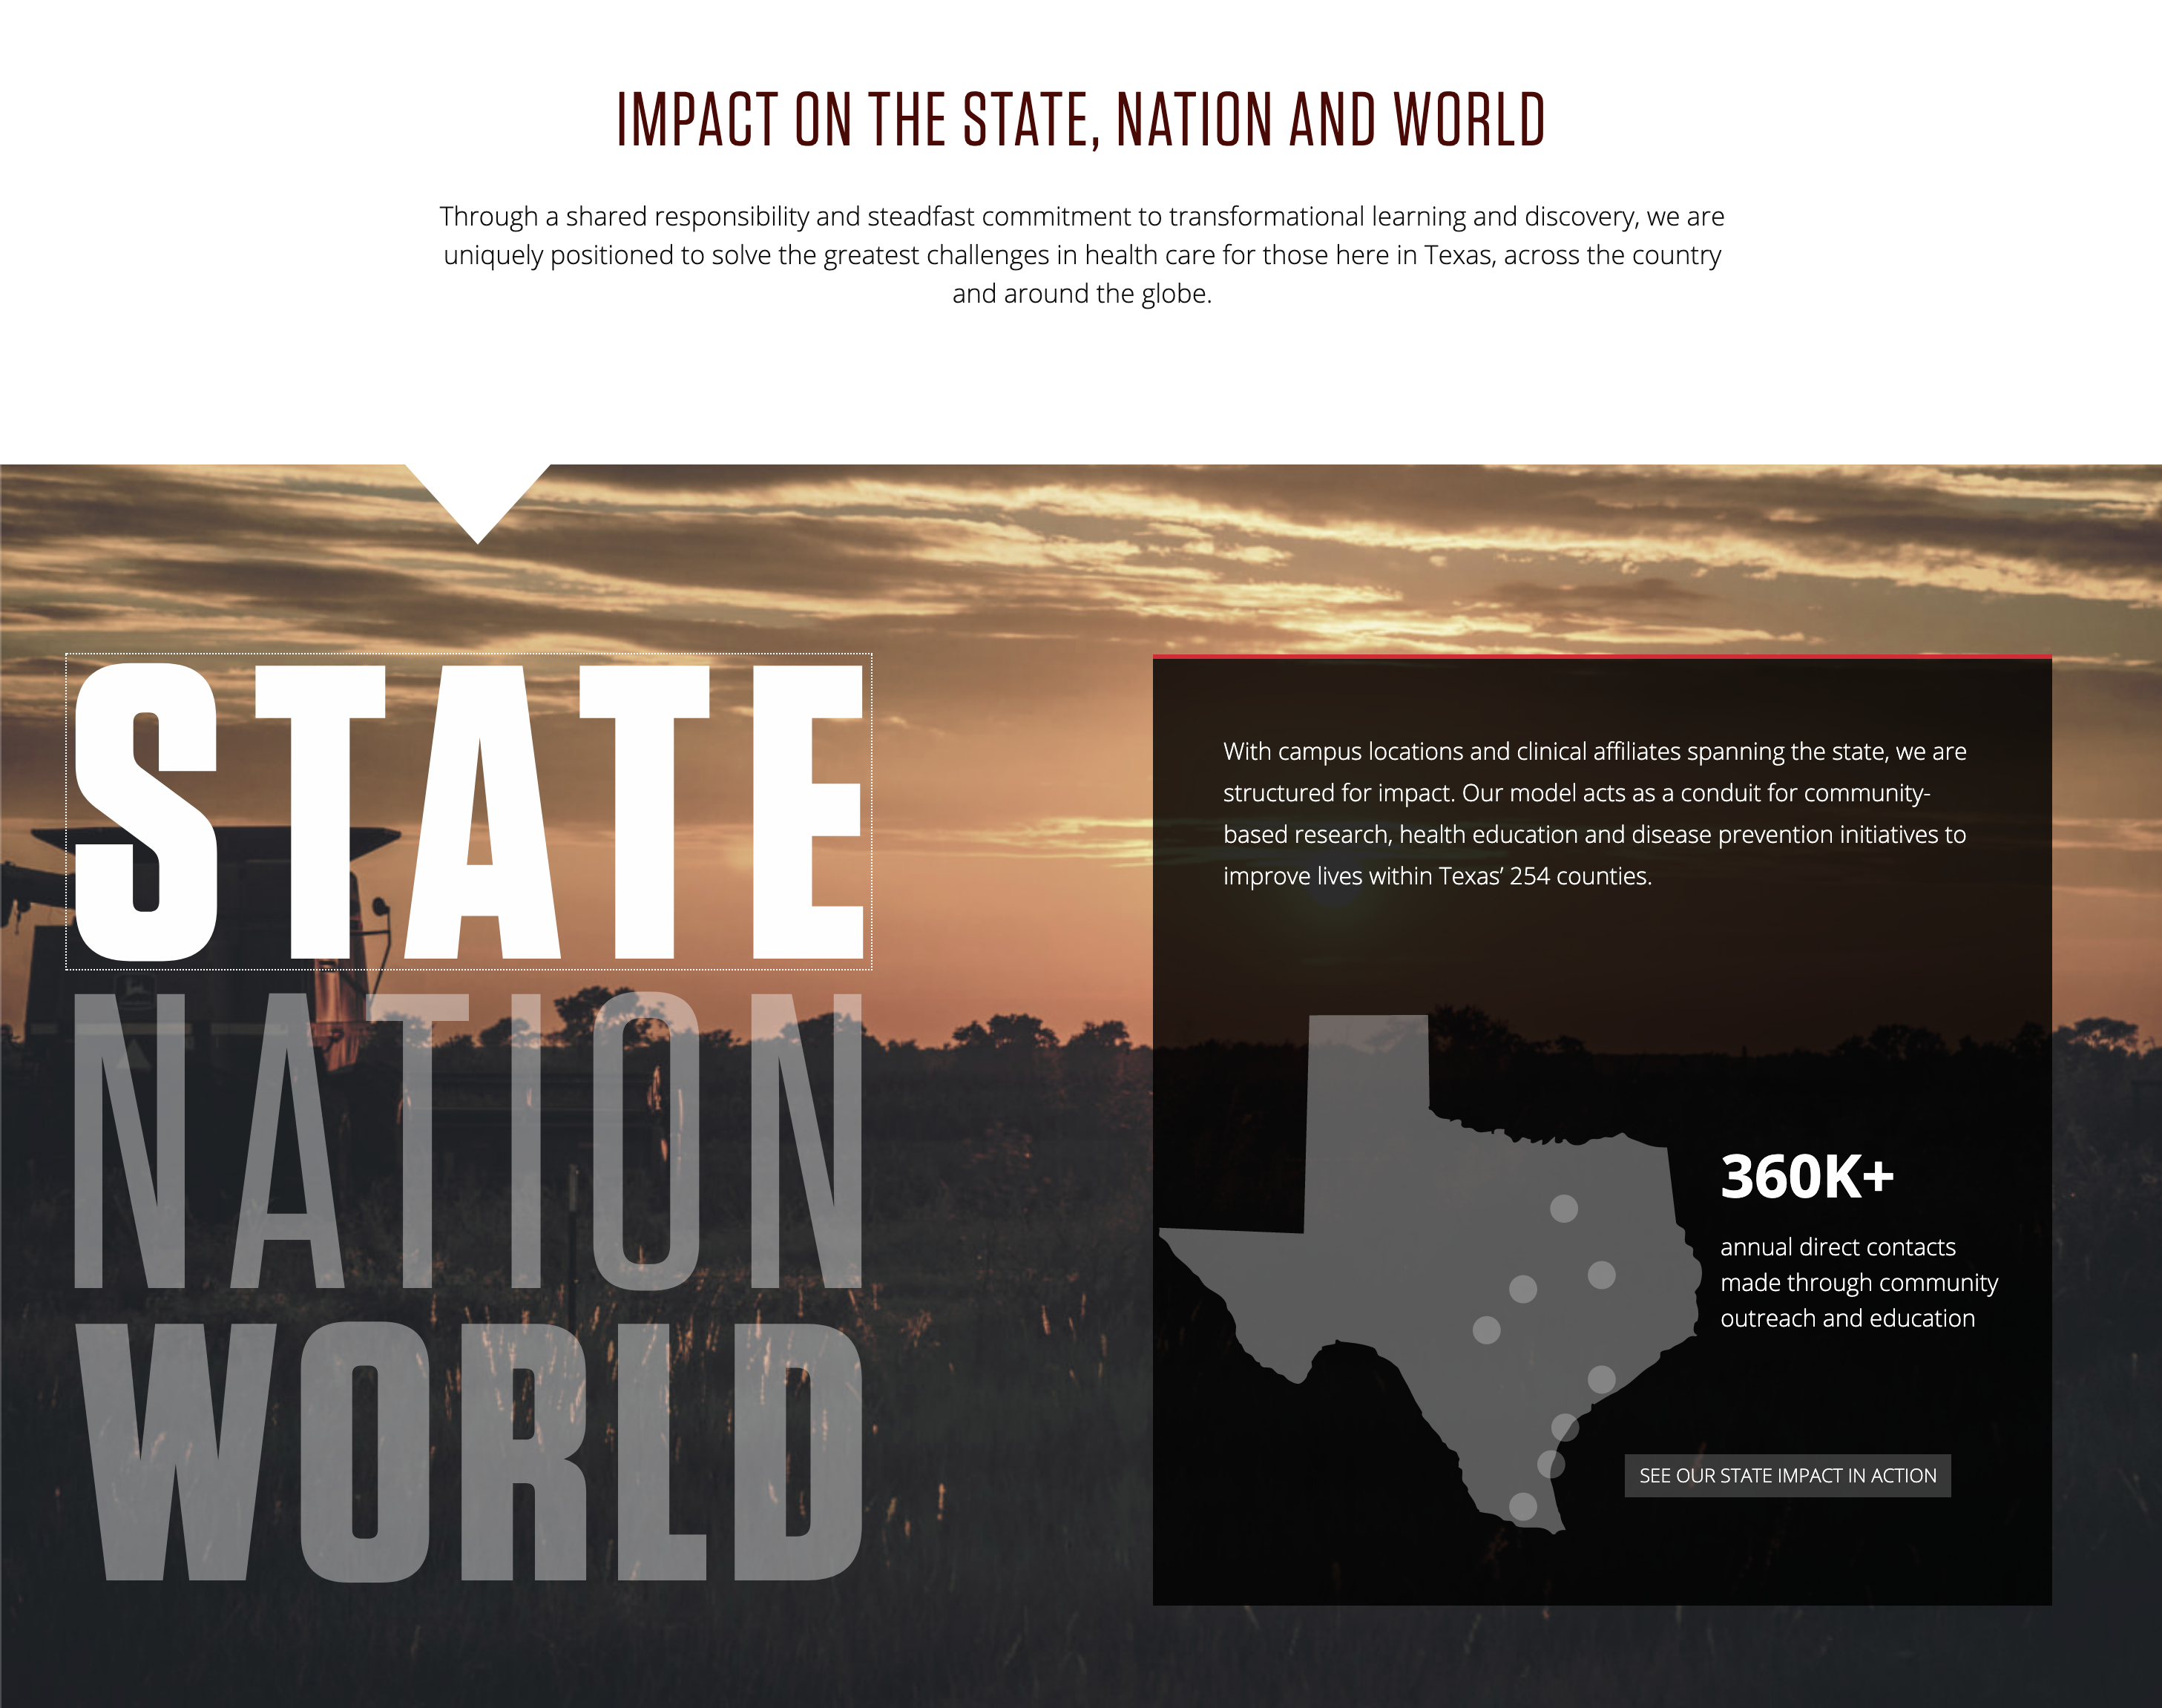 IMPACT ON THE STATE, NATION AND WORLD
Through a shared responsibility and steadfast commitment to transformational learning and discovery, we are
uniquely positioned to solve the greatest challenges in health care for those here in Texas, across the country
and around the globe.
STATE
NATION
WORLD
With campus locations and clinical affiliates spanning the state, we are
structured for impact. Our model acts as a conduit for community-
based research, health education and disease prevention initiatives to
improve lives within Texas’ 254 counties.
360K+
annual direct contacts
made through community
outreach and education
SEE OUR STATE IMPACT IN ACTION